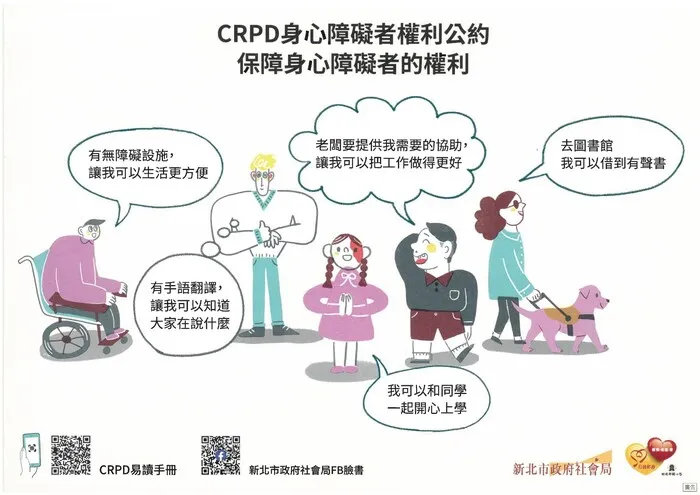 CRPD身心障礙者權利公約
保障身心障礙者的權利
有無障礙設施,
讓我可以生活更方便
老闆要提供我需要的協助,
讓我可以把工作做得更好
去圖書館
我可以借到有聲書
有手語翻譯,
讓我可以知道
大家在說什麼
我可以和同學
一起開心上學
CRPD易讀手冊
新北市政府社會局FB臉書
新北市政府社會局
廣告